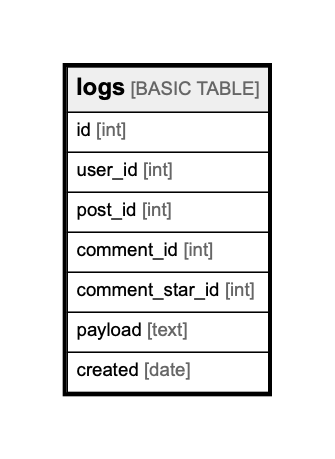 logs [BASIC TABLE]
id [int]
user_id [int]
post_id [int]
comment_id [int]
comment_star_id [int]
payload [text]
created [date]